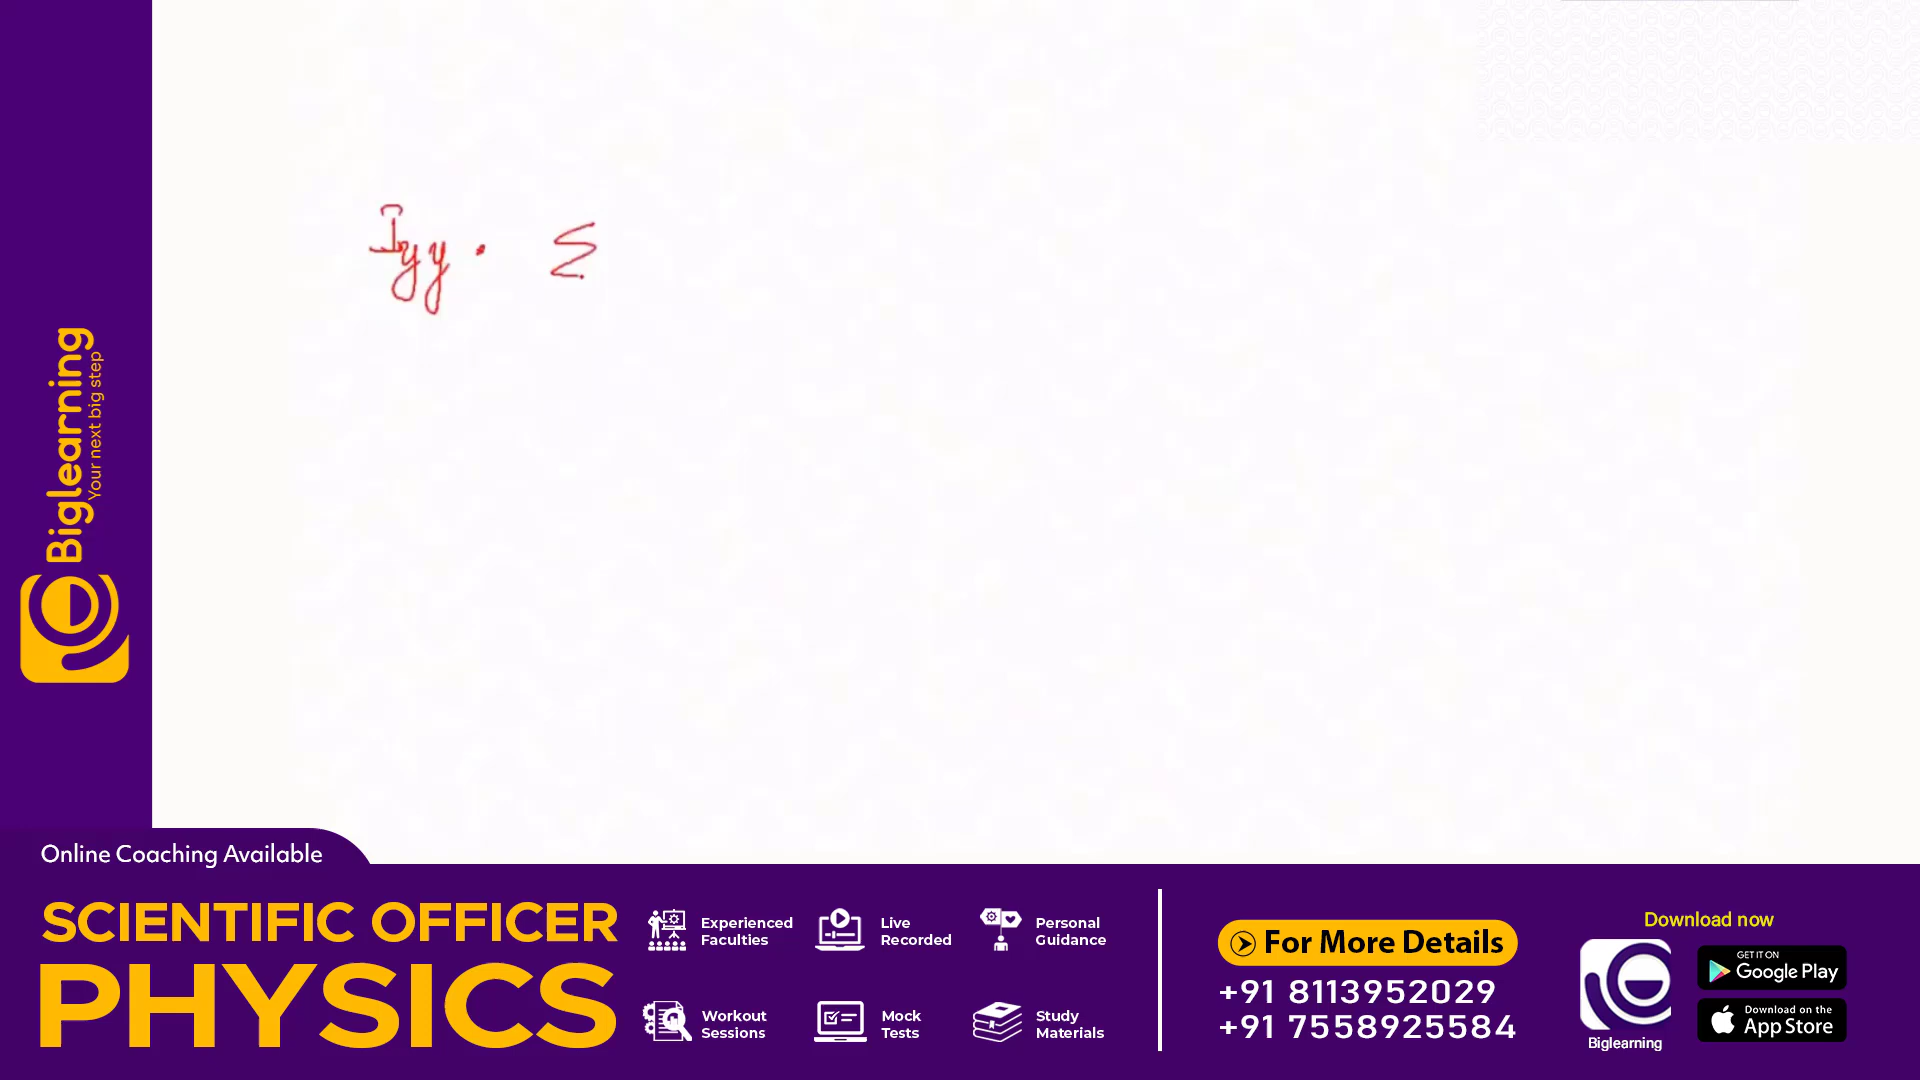 I_yy . Σ
Biglearning
Your next big step
Online Coaching Available
SCIENTIFIC OFFICER
PHYSICS
Experienced Faculties
Live Recorded
Personal Guidance
Workout Sessions
Mock Tests
Study Materials
For More Details
+91 8113952029
+91 7558925584
Download now
Biglearning
GET IT ON
Google Play
Download on the
App Store